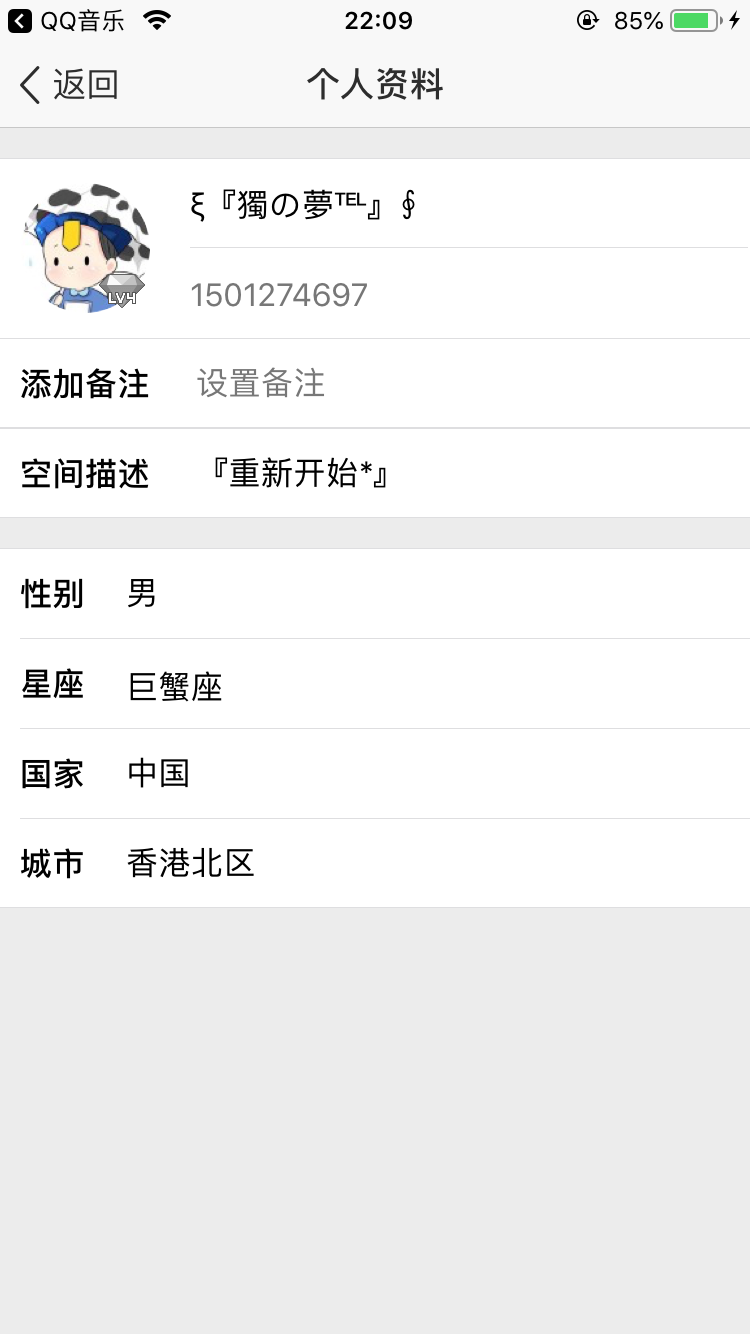 QQ音乐 22:09 85%
返回 个人资料
ξ『獨の夢℡』∮
LV4
1501274697
添加备注 设置备注
空间描述 『重新开始*』
性别 男
星座 巨蟹座
国家 中国
城市 香港北区